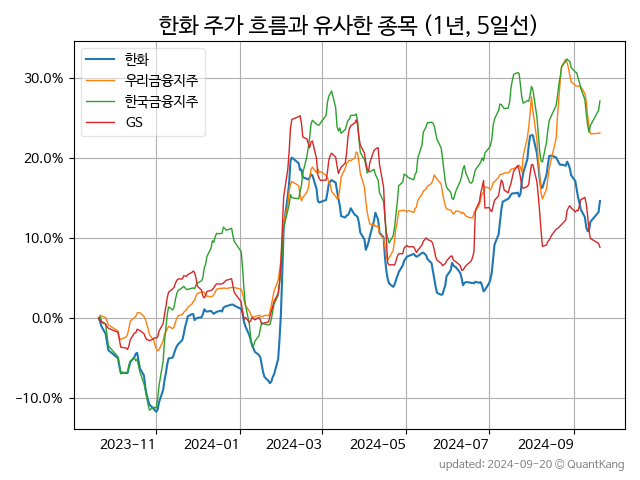 한화 주가 흐름과 유사한 종목 (1년, 5일선)
한화
우리금융지주
한국금융지주
GS
30.0%
20.0%
10.0%
0.0%
-10.0%
2023-11 2024-01 2024-03 2024-05 2024-07 2024-09
updated: 2024-09-20 © QuantKang